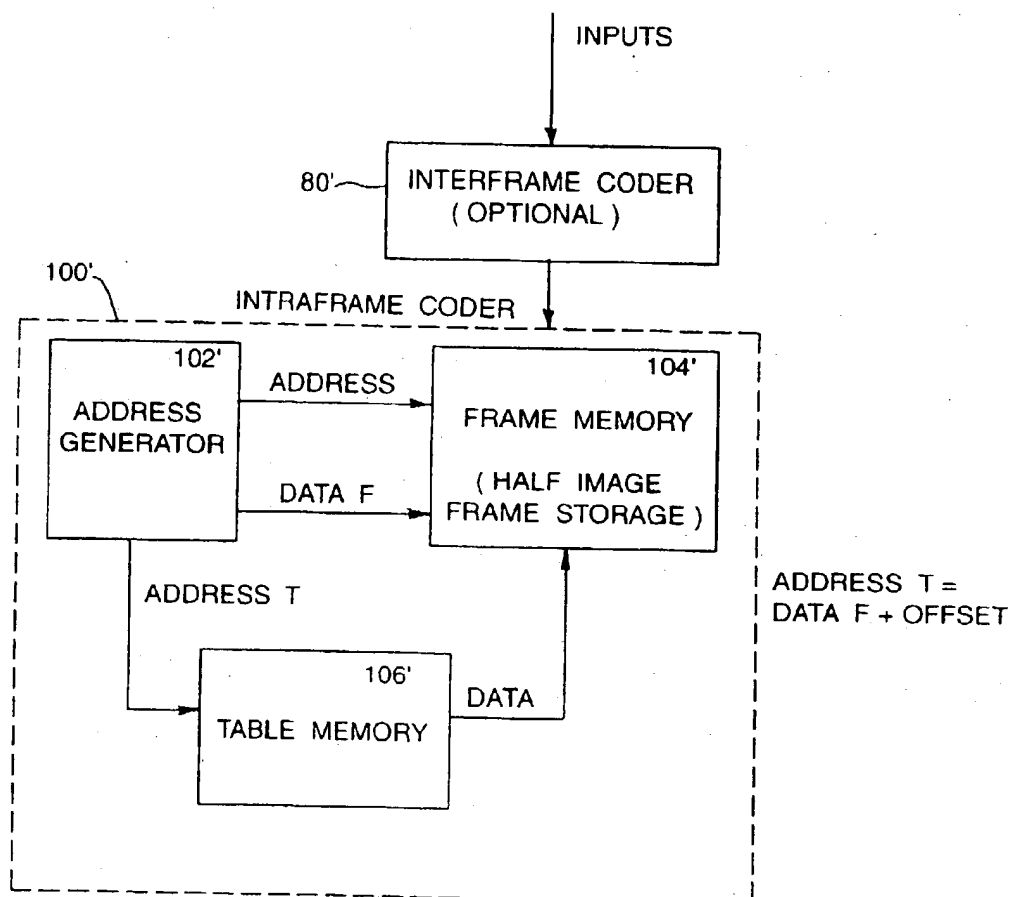 INPUTS
80'
INTERFRAME CODER
( OPTIONAL )
100'
INTRAFRAME CODER
102'
ADDRESS
GENERATOR
ADDRESS
DATA F
104'
FRAME MEMORY
( HALF IMAGE
FRAME STORAGE )
ADDRESS T
106'
TABLE MEMORY
DATA
ADDRESS T =
DATA F + OFFSET